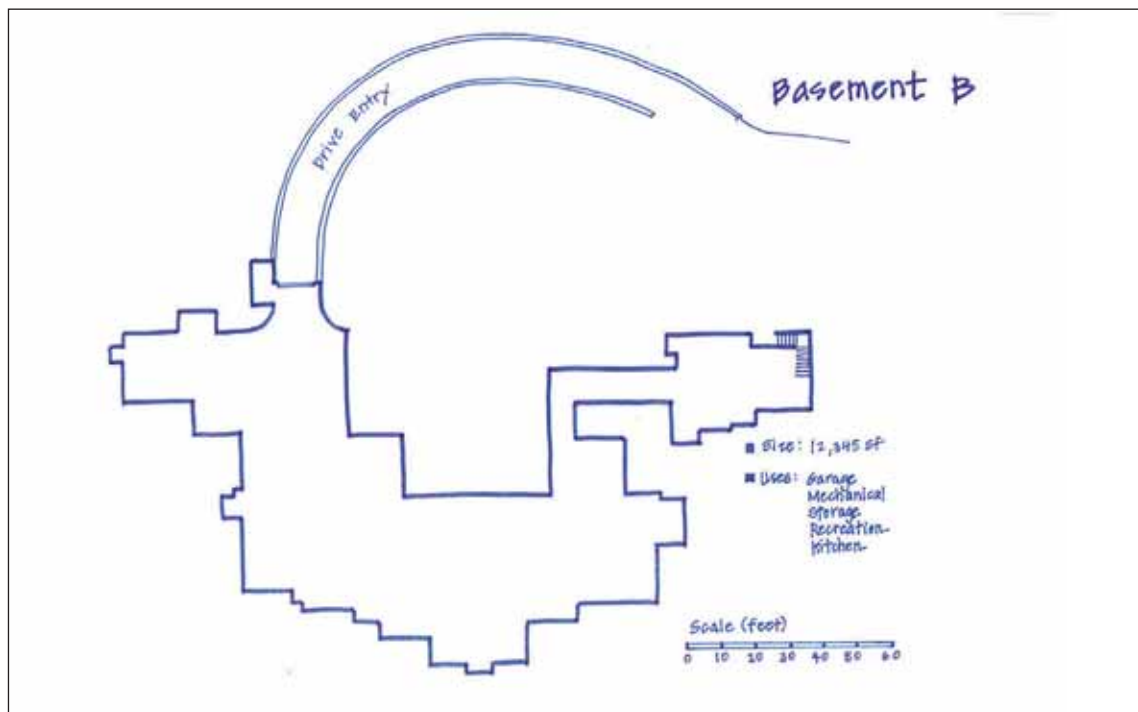 Basement B
Drive Entry
Size: 12,345 sf
Uses: Garage
Mechanical
Storage
Recreation
Kitchen
Scale (feet)
0 10 20 30 40 50 60